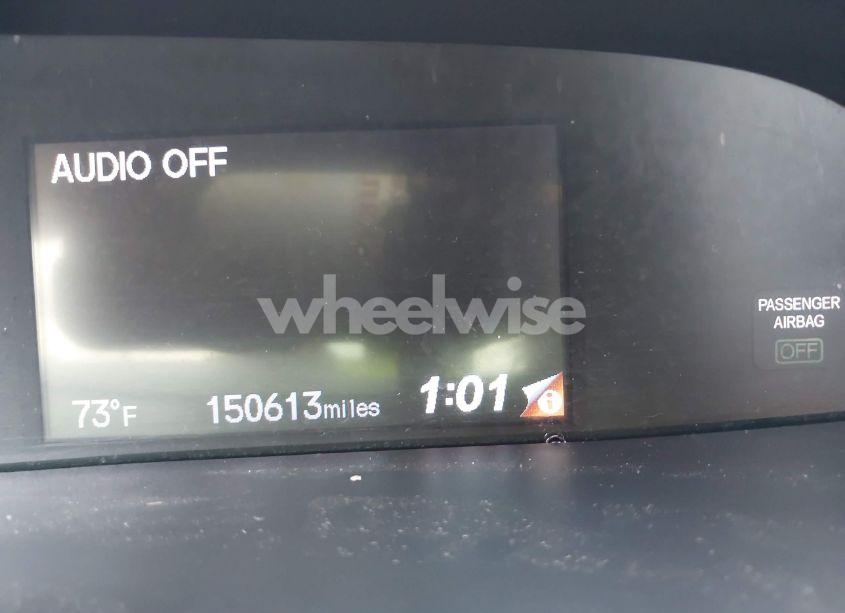 AUDIO OFF
wheelwise
PASSENGER
AIRBAG
OFF
73°F 150613miles 1:01 i